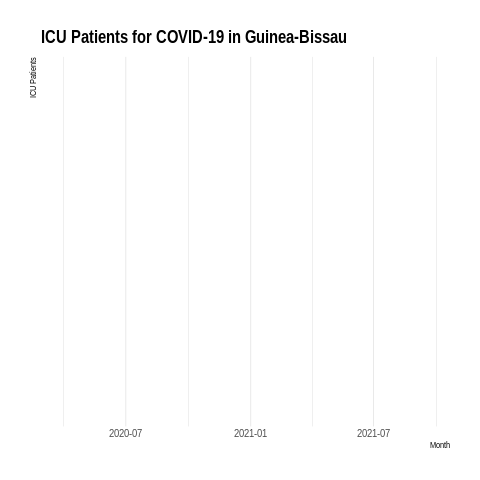 ICU Patients for COVID-19 in Guinea-Bissau
ICU Patients
2020-07
2021-01
2021-07
Month